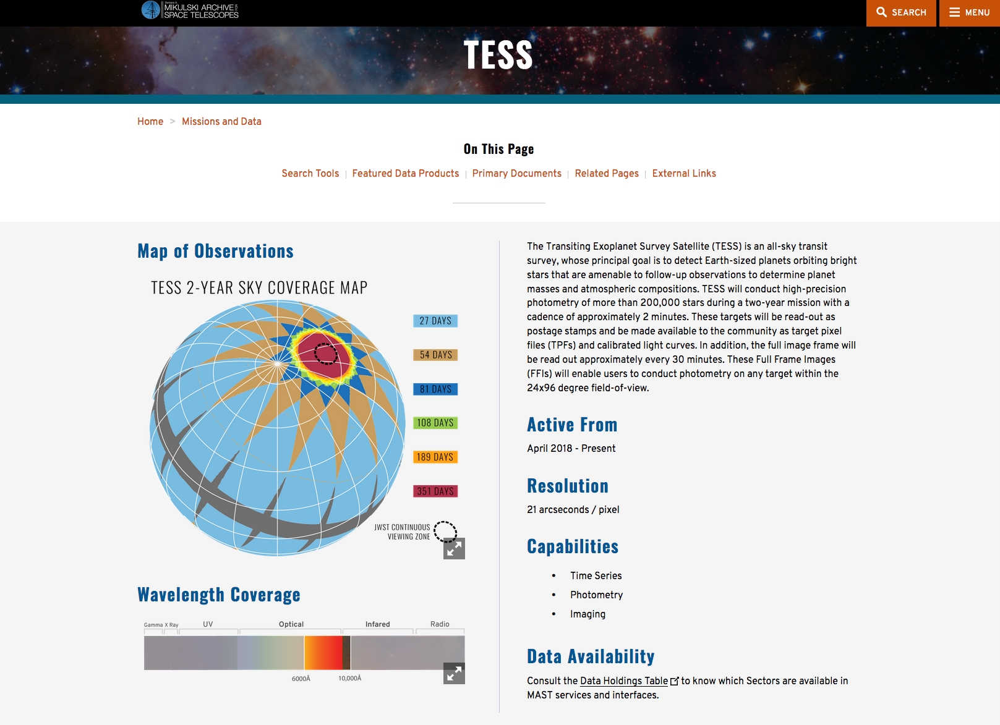 Barbara A.
MIKULSKI ARCHIVE FOR
SPACE TELESCOPES
SEARCH
MENU
TESS
Home > Missions and Data
On This Page
Search Tools | Featured Data Products | Primary Documents | Related Pages | External Links
Map of Observations
TESS 2-YEAR SKY COVERAGE MAP
27 DAYS
54 DAYS
81 DAYS
108 DAYS
189 DAYS
351 DAYS
JWST CONTINUOUS
VIEWING ZONE
Wavelength Coverage
Gamma X Ray UV Optical Infared Radio
6000Å 10,000Å
The Transiting Exoplanet Survey Satellite (TESS) is an all-sky transit
survey, whose principal goal is to detect Earth-sized planets orbiting bright
stars that are amenable to follow-up observations to determine planet
masses and atmospheric compositions. TESS will conduct high-precision
photometry of more than 200,000 stars during a two-year mission with a
cadence of approximately 2 minutes. These targets will be read-out as
postage stamps and be made available to the community as target pixel
files (TPFs) and calibrated light curves. In addition, the full image frame will
be read out approximately every 30 minutes. These Full Frame Images
(FFIs) will enable users to conduct photometry on any target within the
24x96 degree field-of-view.
Active From
April 2018 - Present
Resolution
21 arcseconds / pixel
Capabilities
• Time Series
• Photometry
• Imaging
Data Availability
Consult the Data Holdings Table to know which Sectors are available in
MAST services and interfaces.